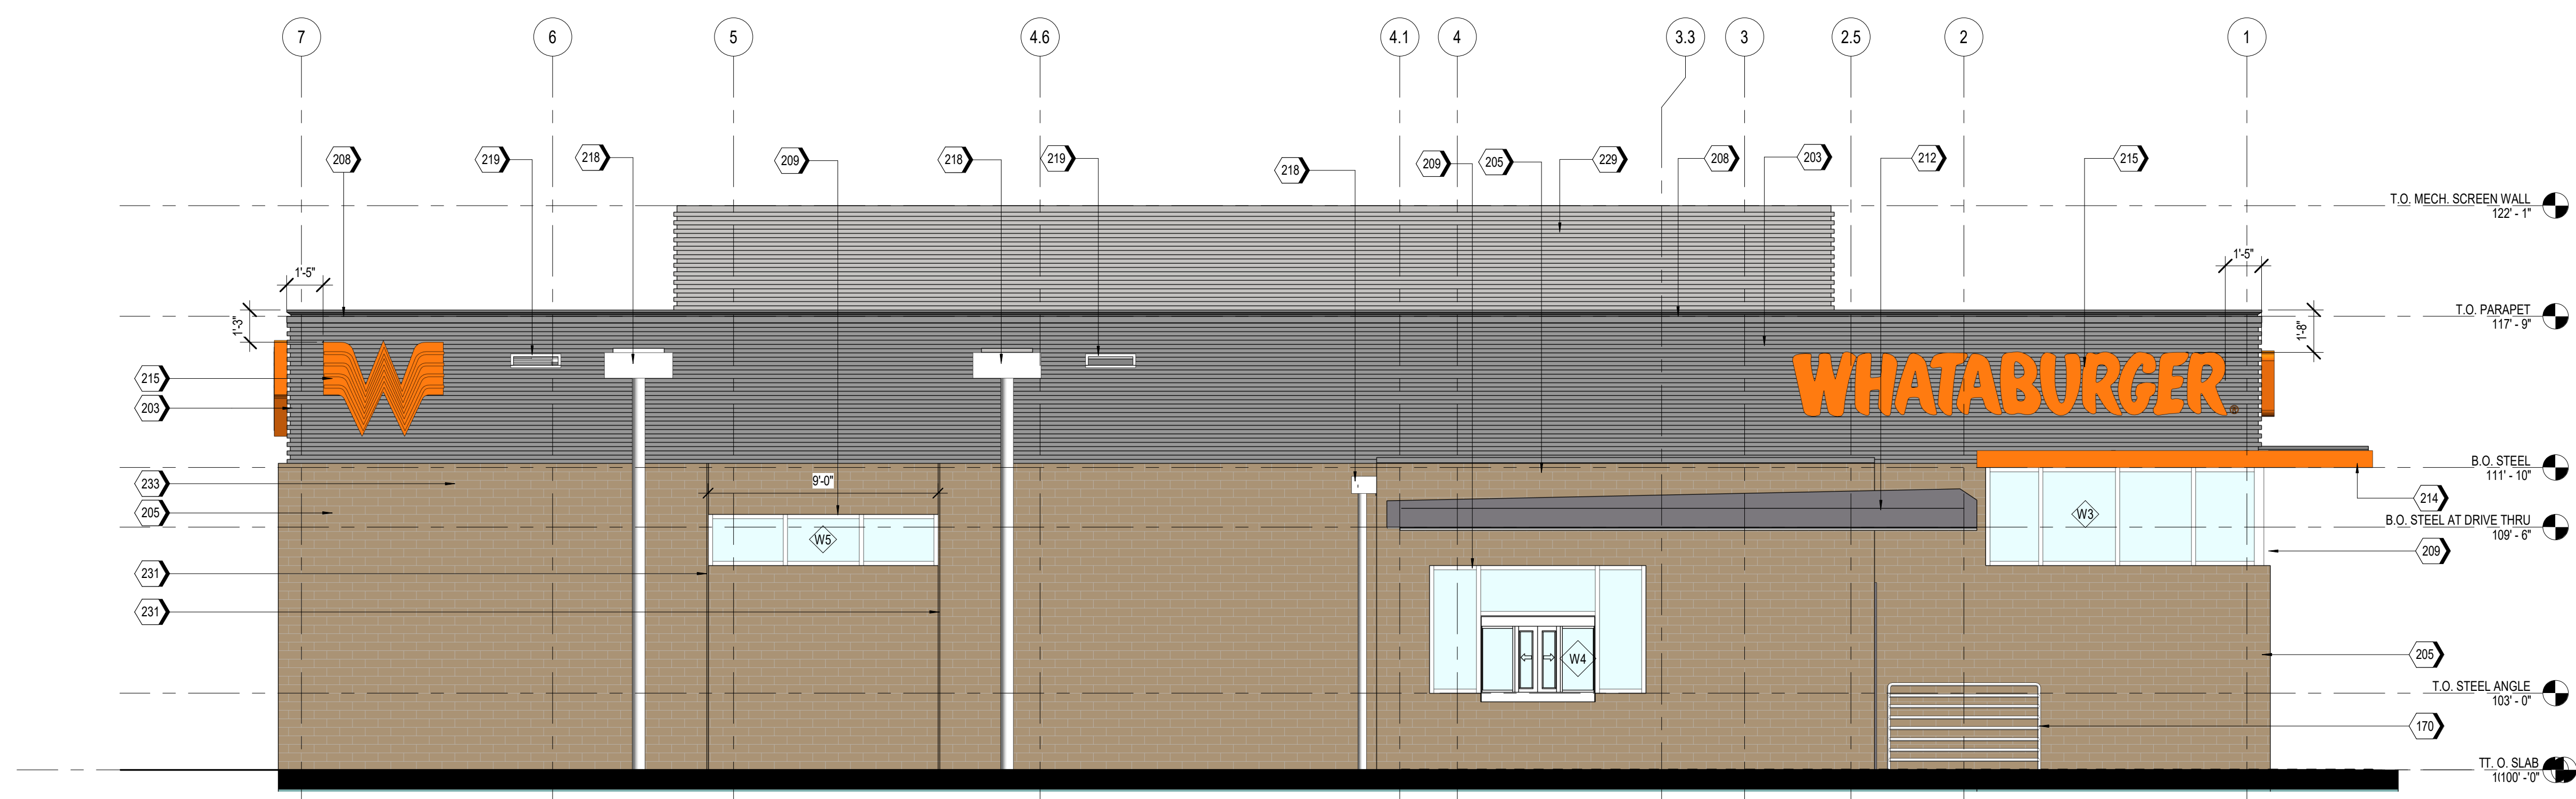 7 6 5 4.6 4.1 4 3.3 3 2.5 2 1
208 219 218 209 218 219 218 209 205 229 208 203 212 215
T.O. MECH. SCREEN WALL
122' - 1"
1'-5" 1'-5"
T.O. PARAPET
117' - 9"
1'-3" 1'-8"
215
W WHATABURGER®
203
B.O. STEEL
111' - 10"
233 9'-0"
214
205 W3
B.O. STEEL AT DRIVE THRU
109' - 6"
W5
209
231
231
W4
205
T.O. STEEL ANGLE
103' - 0"
170
T. O. SLAB
100' - 0"